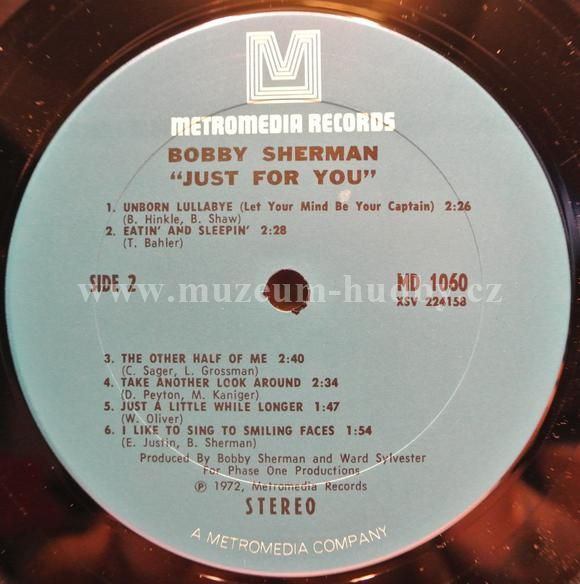 METROMEDIA RECORDS
BOBBY SHERMAN
"JUST FOR YOU"
1. UNBORN LULLABYE (Let Your Mind Be Your Captain) 2:26
(B. Hinkle, B. Shaw)
2. EATIN' AND SLEEPIN' 2:28
(T. Bahler)
SIDE 2
MD 1060
XSV 224158
www.muzeum-hudby.cz
3. THE OTHER HALF OF ME 2:40
(C. Sager, L. Grossman)
4. TAKE ANOTHER LOOK AROUND 2:34
(D. Peyton, M. Kaniger)
5. JUST A LITTLE WHILE LONGER 1:47
(W. Oliver)
6. I LIKE TO SING TO SMILING FACES 1:54
(E. Justin, B. Sherman)
Produced By Bobby Sherman and Ward Sylvester
For Phase One Productions
℗ 1972, Metromedia Records
STEREO
A METROMEDIA COMPANY